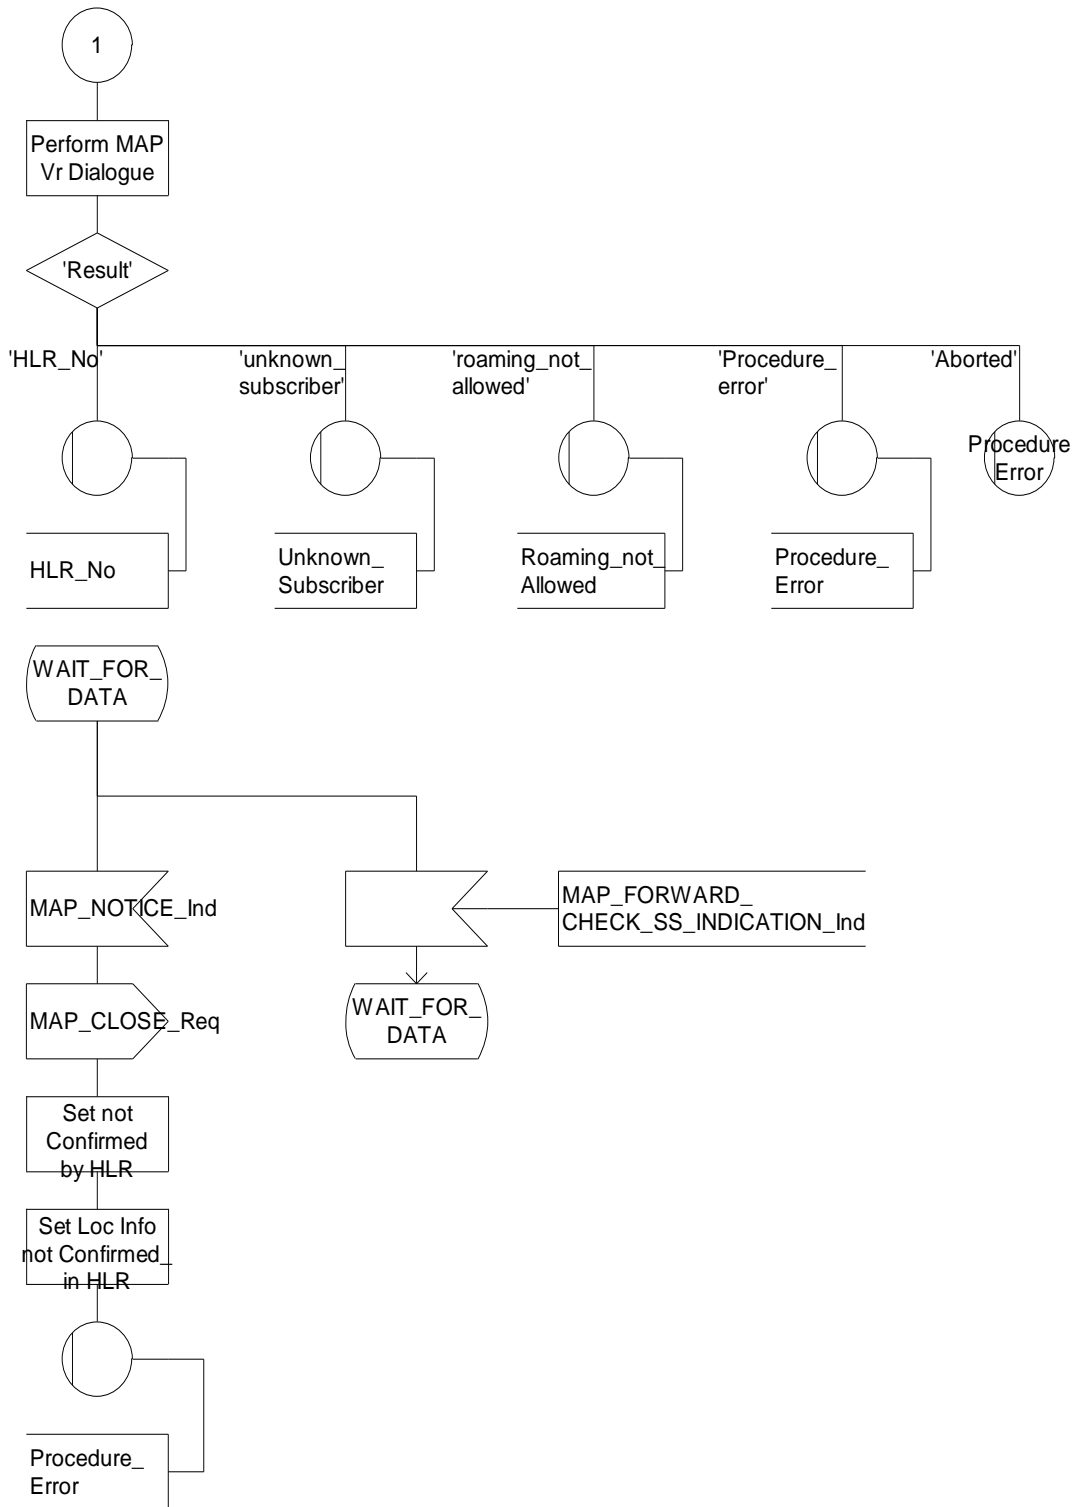 1
Perform MAP
Vr Dialogue
'Result'
'HLR_No'
'unknown_
subscriber'
'roaming_not_
allowed'
'Procedure_
error'
'Aborted'
Procedure
Error
HLR_No
Unknown_
Subscriber
Roaming_not_
Allowed
Procedure_
Error
WAIT_FOR_
DATA
MAP_NOTICE_Ind
MAP_FORWARD_
CHECK_SS_INDICATION_Ind
MAP_CLOSE_Req
WAIT_FOR_
DATA
Set not
Confirmed
by HLR
Set Loc Info
not Confirmed_
in HLR
Procedure_
Error